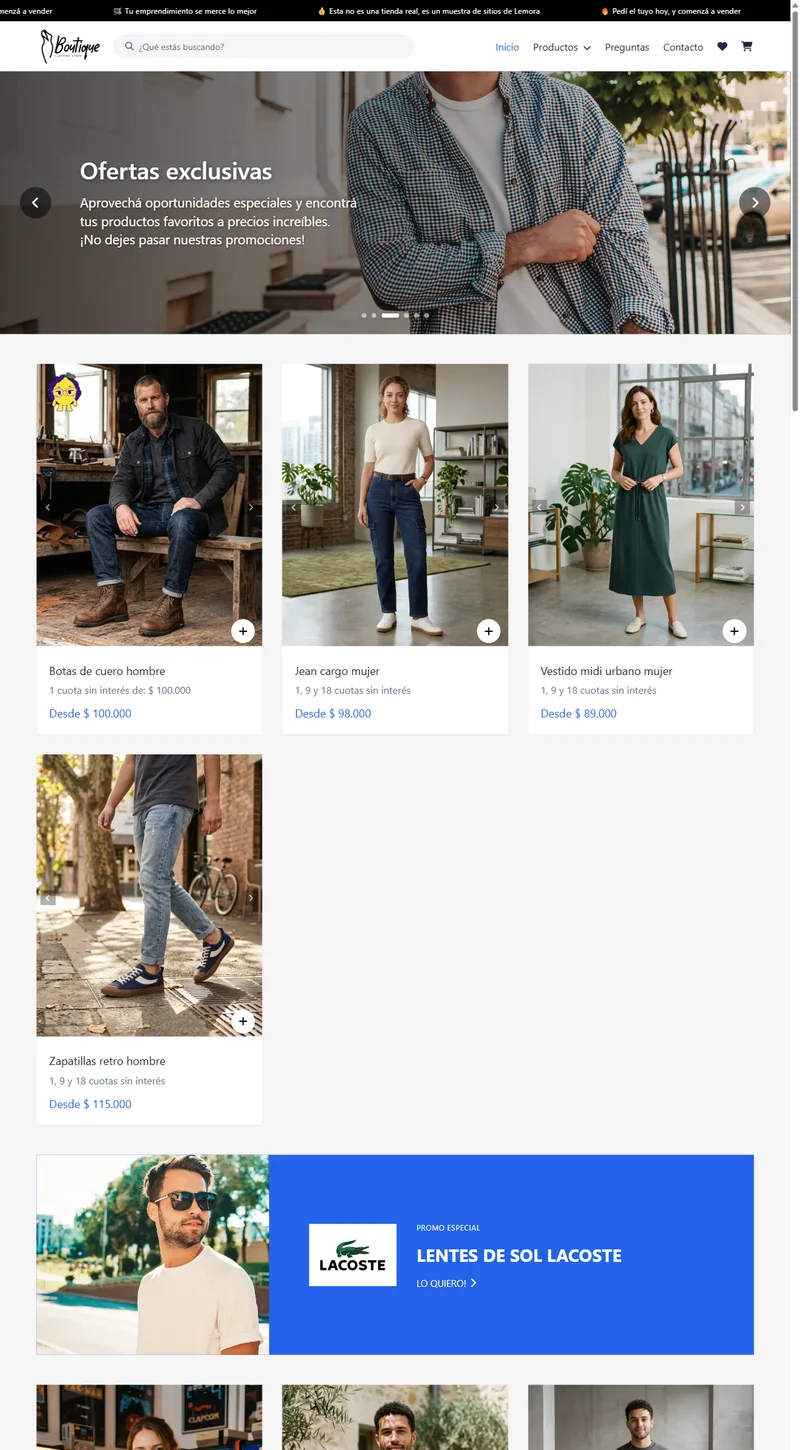 menzá a vender
🛒 Tu emprendimiento se merce lo mejor
💰 Esta no es una tienda real, es un muestra de sitios de Lemora
🔥 Pedí el tuyo hoy, y comenzá a vender
Boutique
¿Qué estás buscando?
Inicio
Productos
Preguntas
Contacto
Ofertas exclusivas
Aprovechá oportunidades especiales y encontrá
tus productos favoritos a precios increíbles.
¡No dejes pasar nuestras promociones!
Botas de cuero hombre
1 cuota sin interés de: $ 100.000
Desde $ 100.000
Jean cargo mujer
1, 9 y 18 cuotas sin interés
Desde $ 98.000
Vestido midi urbano mujer
1, 9 y 18 cuotas sin interés
Desde $ 89.000
Zapatillas retro hombre
1, 9 y 18 cuotas sin interés
Desde $ 115.000
LACOSTE
PROMO ESPECIAL
LENTES DE SOL LACOSTE
LO QUIERO!
CLAPCOM